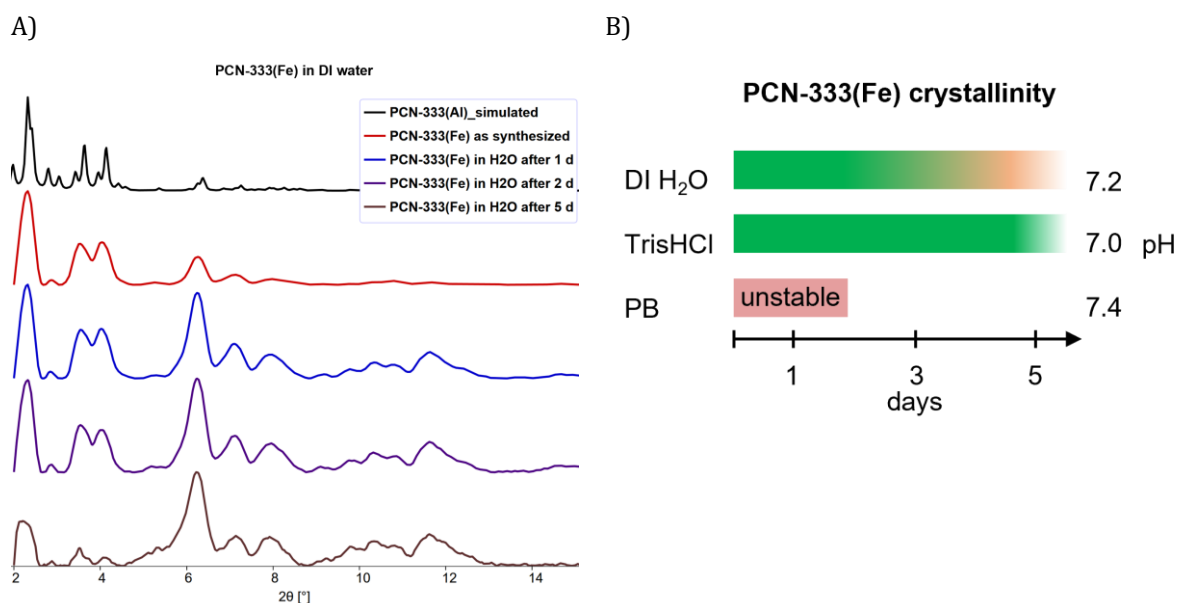 A)
PCN-333(Fe) in DI water
PCN-333(Al)_simulated
PCN-333(Fe) as synthesized
PCN-333(Fe) in H2O after 1 d
PCN-333(Fe) in H2O after 2 d
PCN-333(Fe) in H2O after 5 d
2 4 6 8 10 12 14
2θ [°]
B)
PCN-333(Fe) crystallinity
DI H₂O 7.2
TrisHCl 7.0 pH
PB unstable 7.4
1 3 5
days